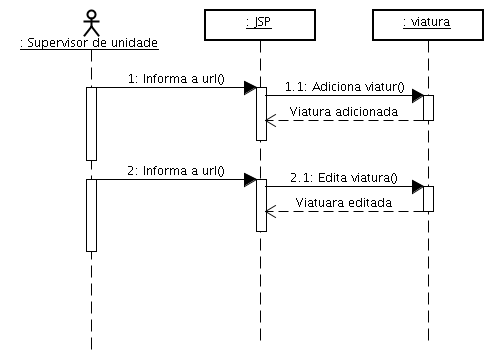 : Supervisor de unidade
: JSP
: viatura
1: Informa a url()
1.1: Adiciona viatur()
Viatura adicionada
2: Informa a url()
2.1: Edita viatura()
Viatuara editada